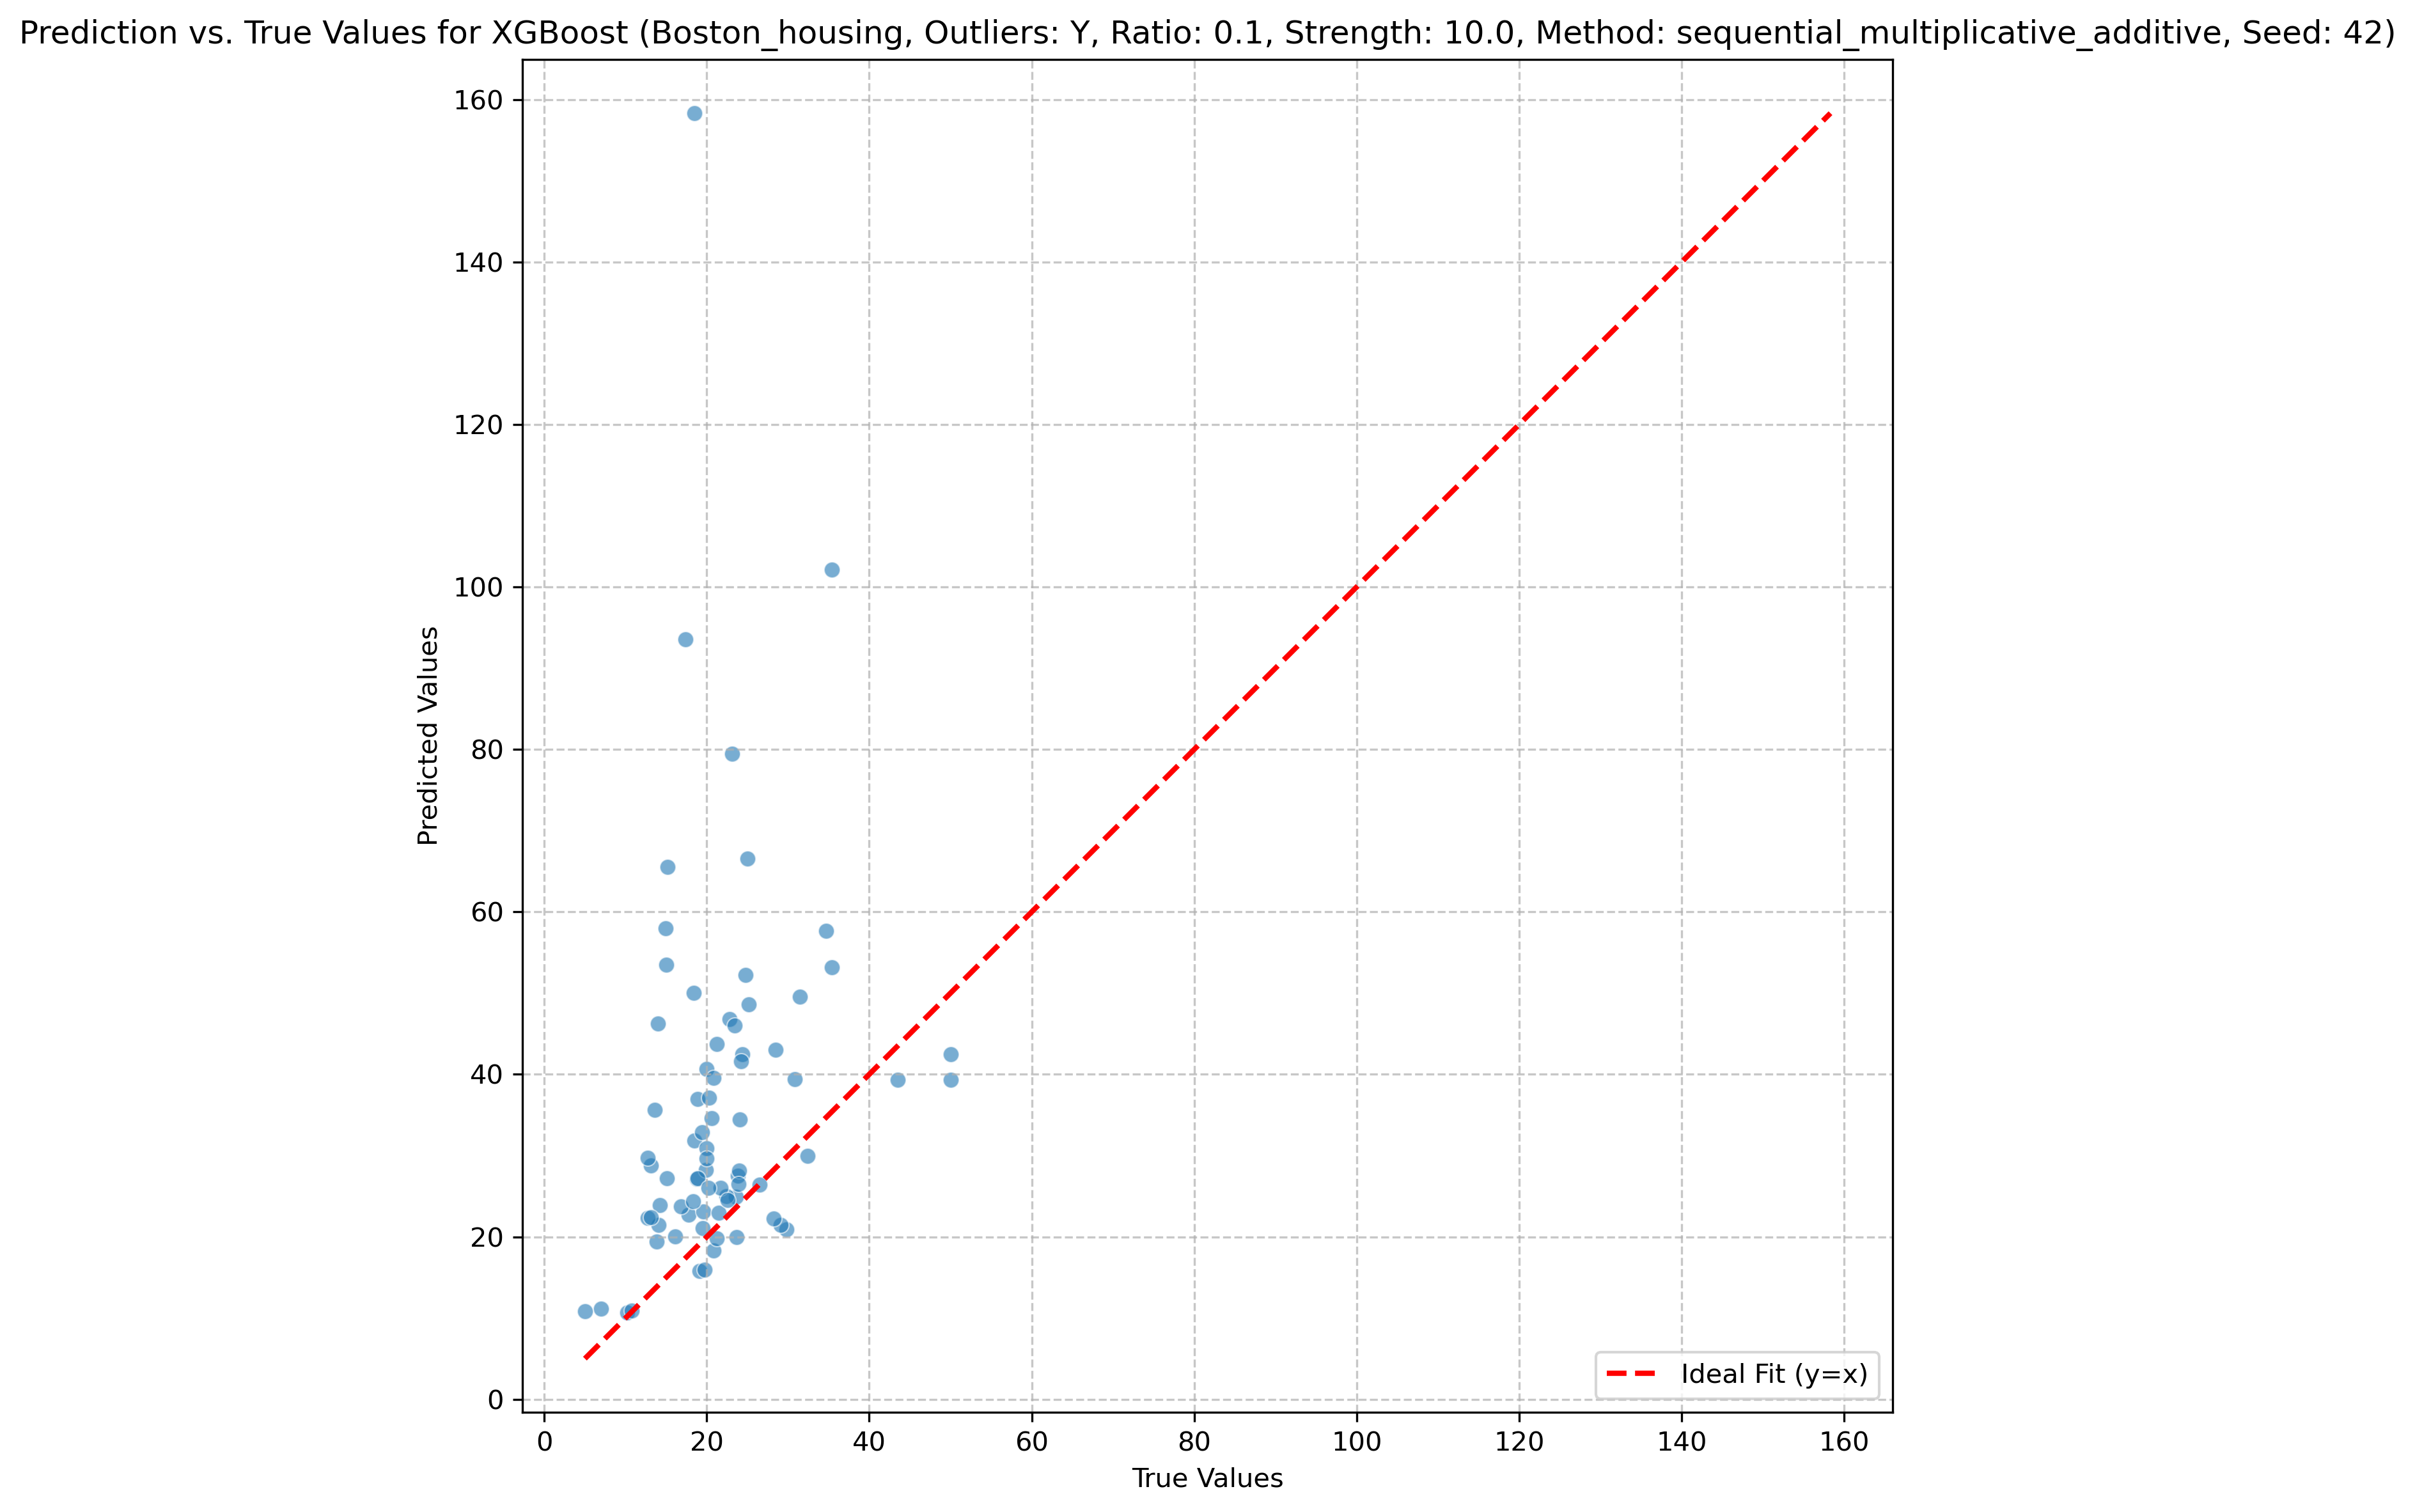 Prediction vs. True Values for XGBoost (Boston_housing, Outliers: Y, Ratio: 0.1, Strength: 10.0, Method: sequential_multiplicative_additive, Seed: 42)
160
140
120
100
80
60
40
20
0
Predicted Values
Ideal Fit (y=x)
0 20 40 60 80 100 120 140 160
True Values